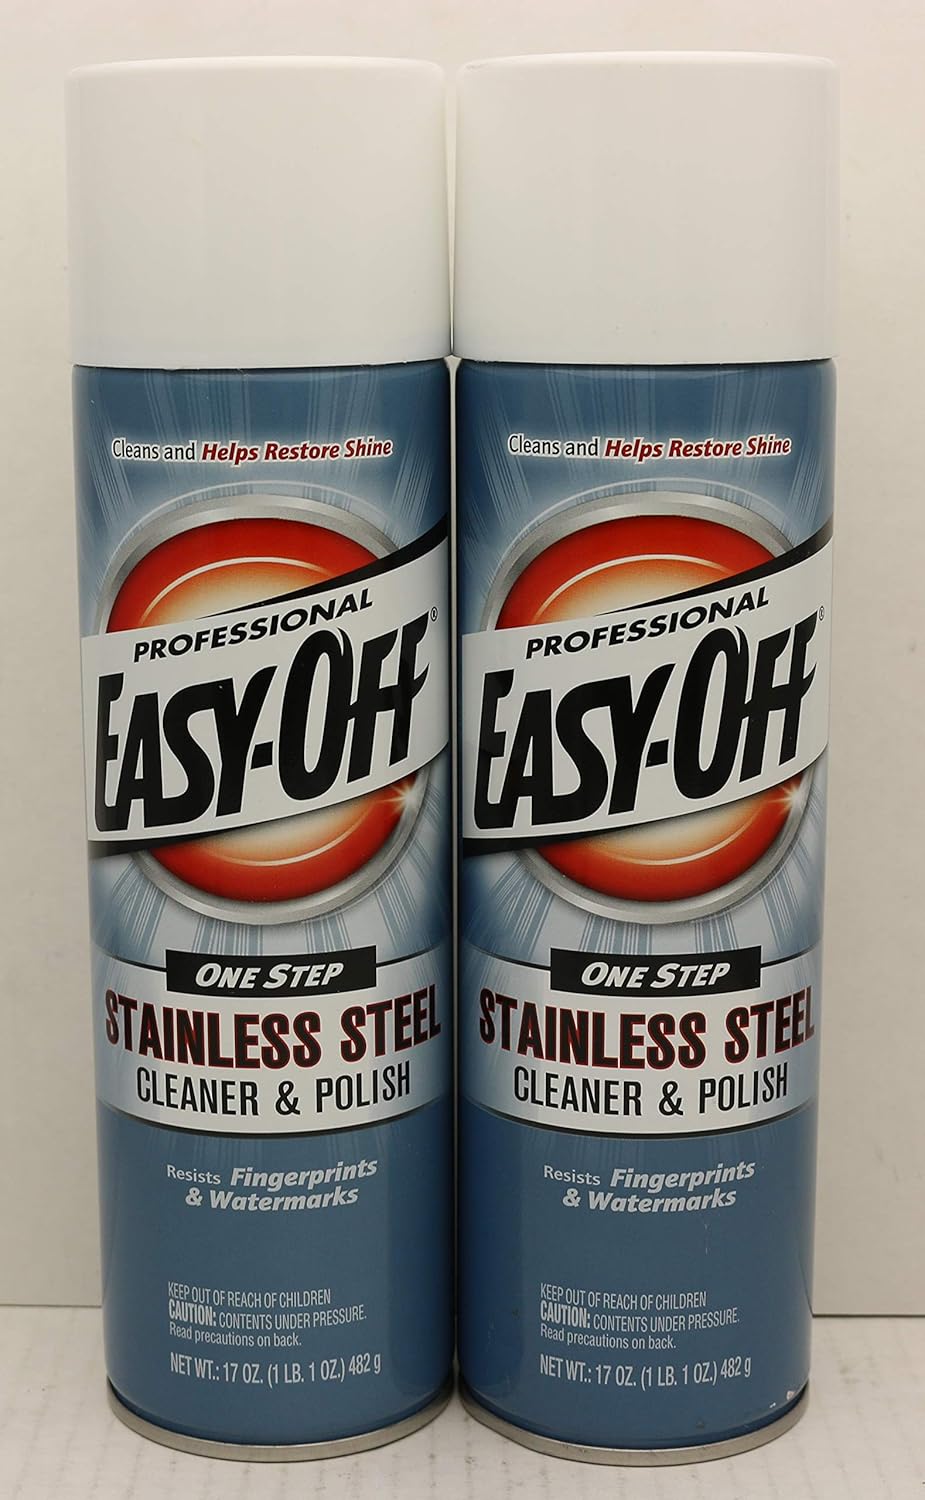 Cleans and Helps Restore Shine
PROFESSIONAL
EASY-OFF®
ONE STEP
STAINLESS STEEL
CLEANER & POLISH
Resists Fingerprints
& Watermarks
KEEP OUT OF REACH OF CHILDREN
CAUTION: CONTENTS UNDER PRESSURE.
Read precautions on back.
NET WT.: 17 OZ. (1 LB. 1 OZ.) 482 g
Cleans and Helps Restore Shine
PROFESSIONAL
EASY-OFF®
ONE STEP
STAINLESS STEEL
CLEANER & POLISH
Resists Fingerprints
& Watermarks
KEEP OUT OF REACH OF CHILDREN
CAUTION: CONTENTS UNDER PRESSURE.
Read precautions on back.
NET WT.: 17 OZ. (1 LB. 1 OZ.) 482 g